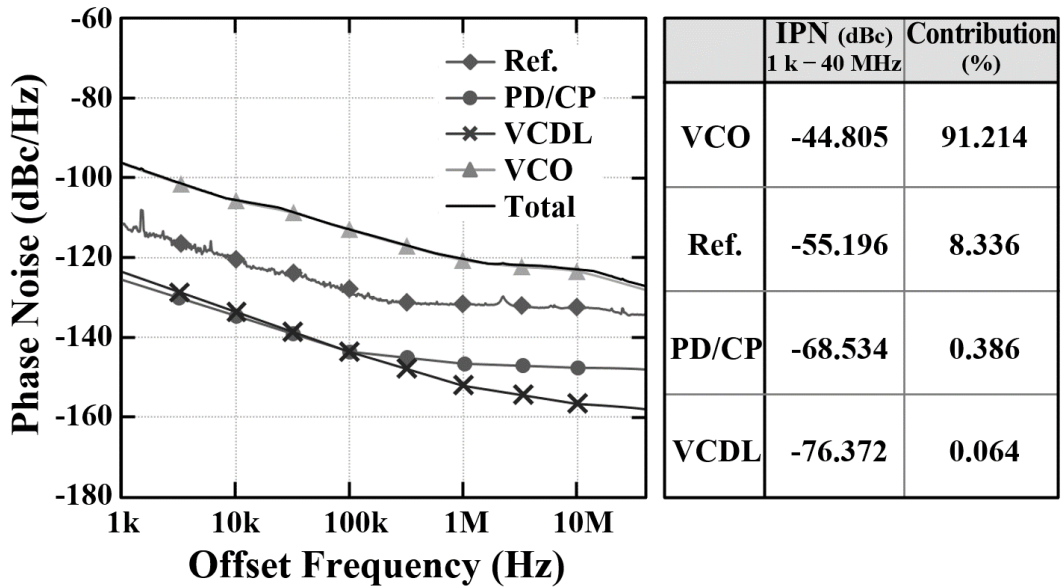 -60
-80
-100
-120
-140
-160
-180
Phase Noise (dBc/Hz)
Ref.
PD/CP
VCDL
VCO
Total
1k 10k 100k 1M 10M
Offset Frequency (Hz)
IPN (dBc) Contribution
1 k – 40 MHz (%)
VCO -44.805 91.214
Ref. -55.196 8.336
PD/CP -68.534 0.386
VCDL -76.372 0.064